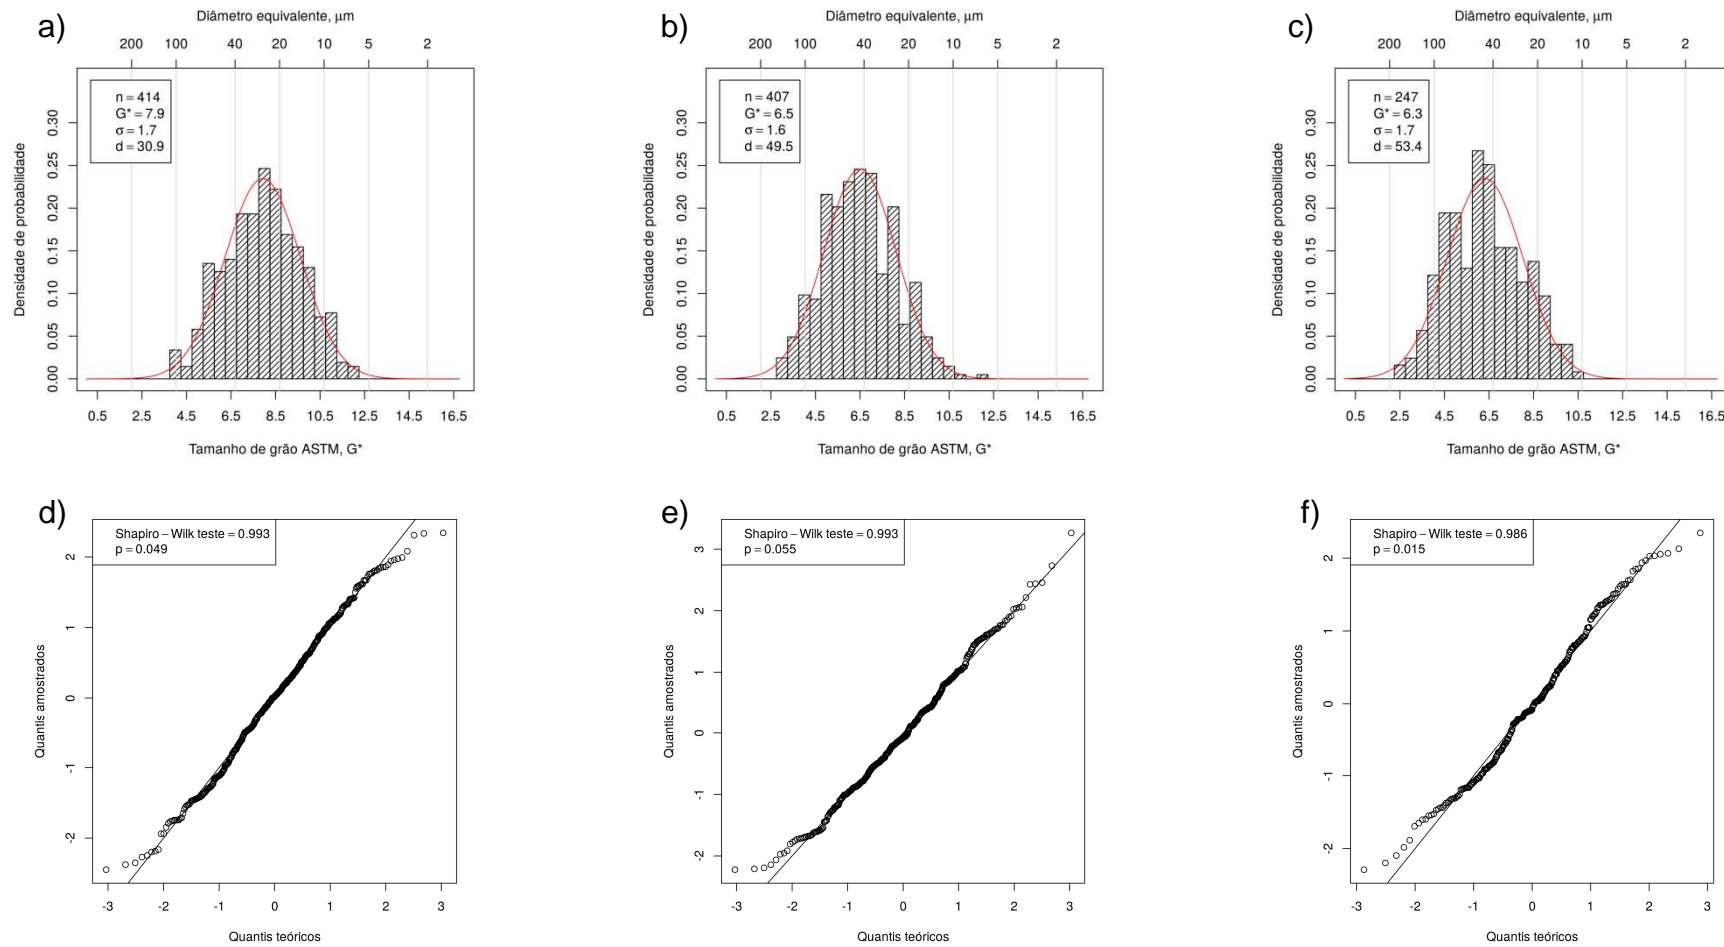 a)
Diâmetro equivalente, μm
200 100 40 20 10 5 2
n = 414
G* = 7.9
σ = 1.7
d = 30.9
Densidade de probabilidade
0.00 0.05 0.10 0.15 0.20 0.25 0.30
0.5 2.5 4.5 6.5 8.5 10.5 12.5 14.5 16.5
Tamanho de grão ASTM, G*
b)
Diâmetro equivalente, μm
200 100 40 20 10 5 2
n = 407
G* = 6.5
σ = 1.6
d = 49.5
Densidade de probabilidade
0.00 0.05 0.10 0.15 0.20 0.25 0.30
0.5 2.5 4.5 6.5 8.5 10.5 12.5 14.5 16.5
Tamanho de grão ASTM, G*
c)
Diâmetro equivalente, μm
200 100 40 20 10 5 2
n = 247
G* = 6.3
σ = 1.7
d = 53.4
Densidade de probabilidade
0.00 0.05 0.10 0.15 0.20 0.25 0.30
0.5 2.5 4.5 6.5 8.5 10.5 12.5 14.5 16.5
Tamanho de grão ASTM, G*
d)
Shapiro – Wilk teste = 0.993
p = 0.049
Quantis amostrados
-2 -1 0 1 2
-3 -2 -1 0 1 2 3
Quantis teóricos
e)
Shapiro – Wilk teste = 0.993
p = 0.055
Quantis amostrados
-2 -1 0 1 2 3
-3 -2 -1 0 1 2 3
Quantis teóricos
f)
Shapiro – Wilk teste = 0.986
p = 0.015
Quantis amostrados
-2 -1 0 1 2
-3 -2 -1 0 1 2 3
Quantis teóricos